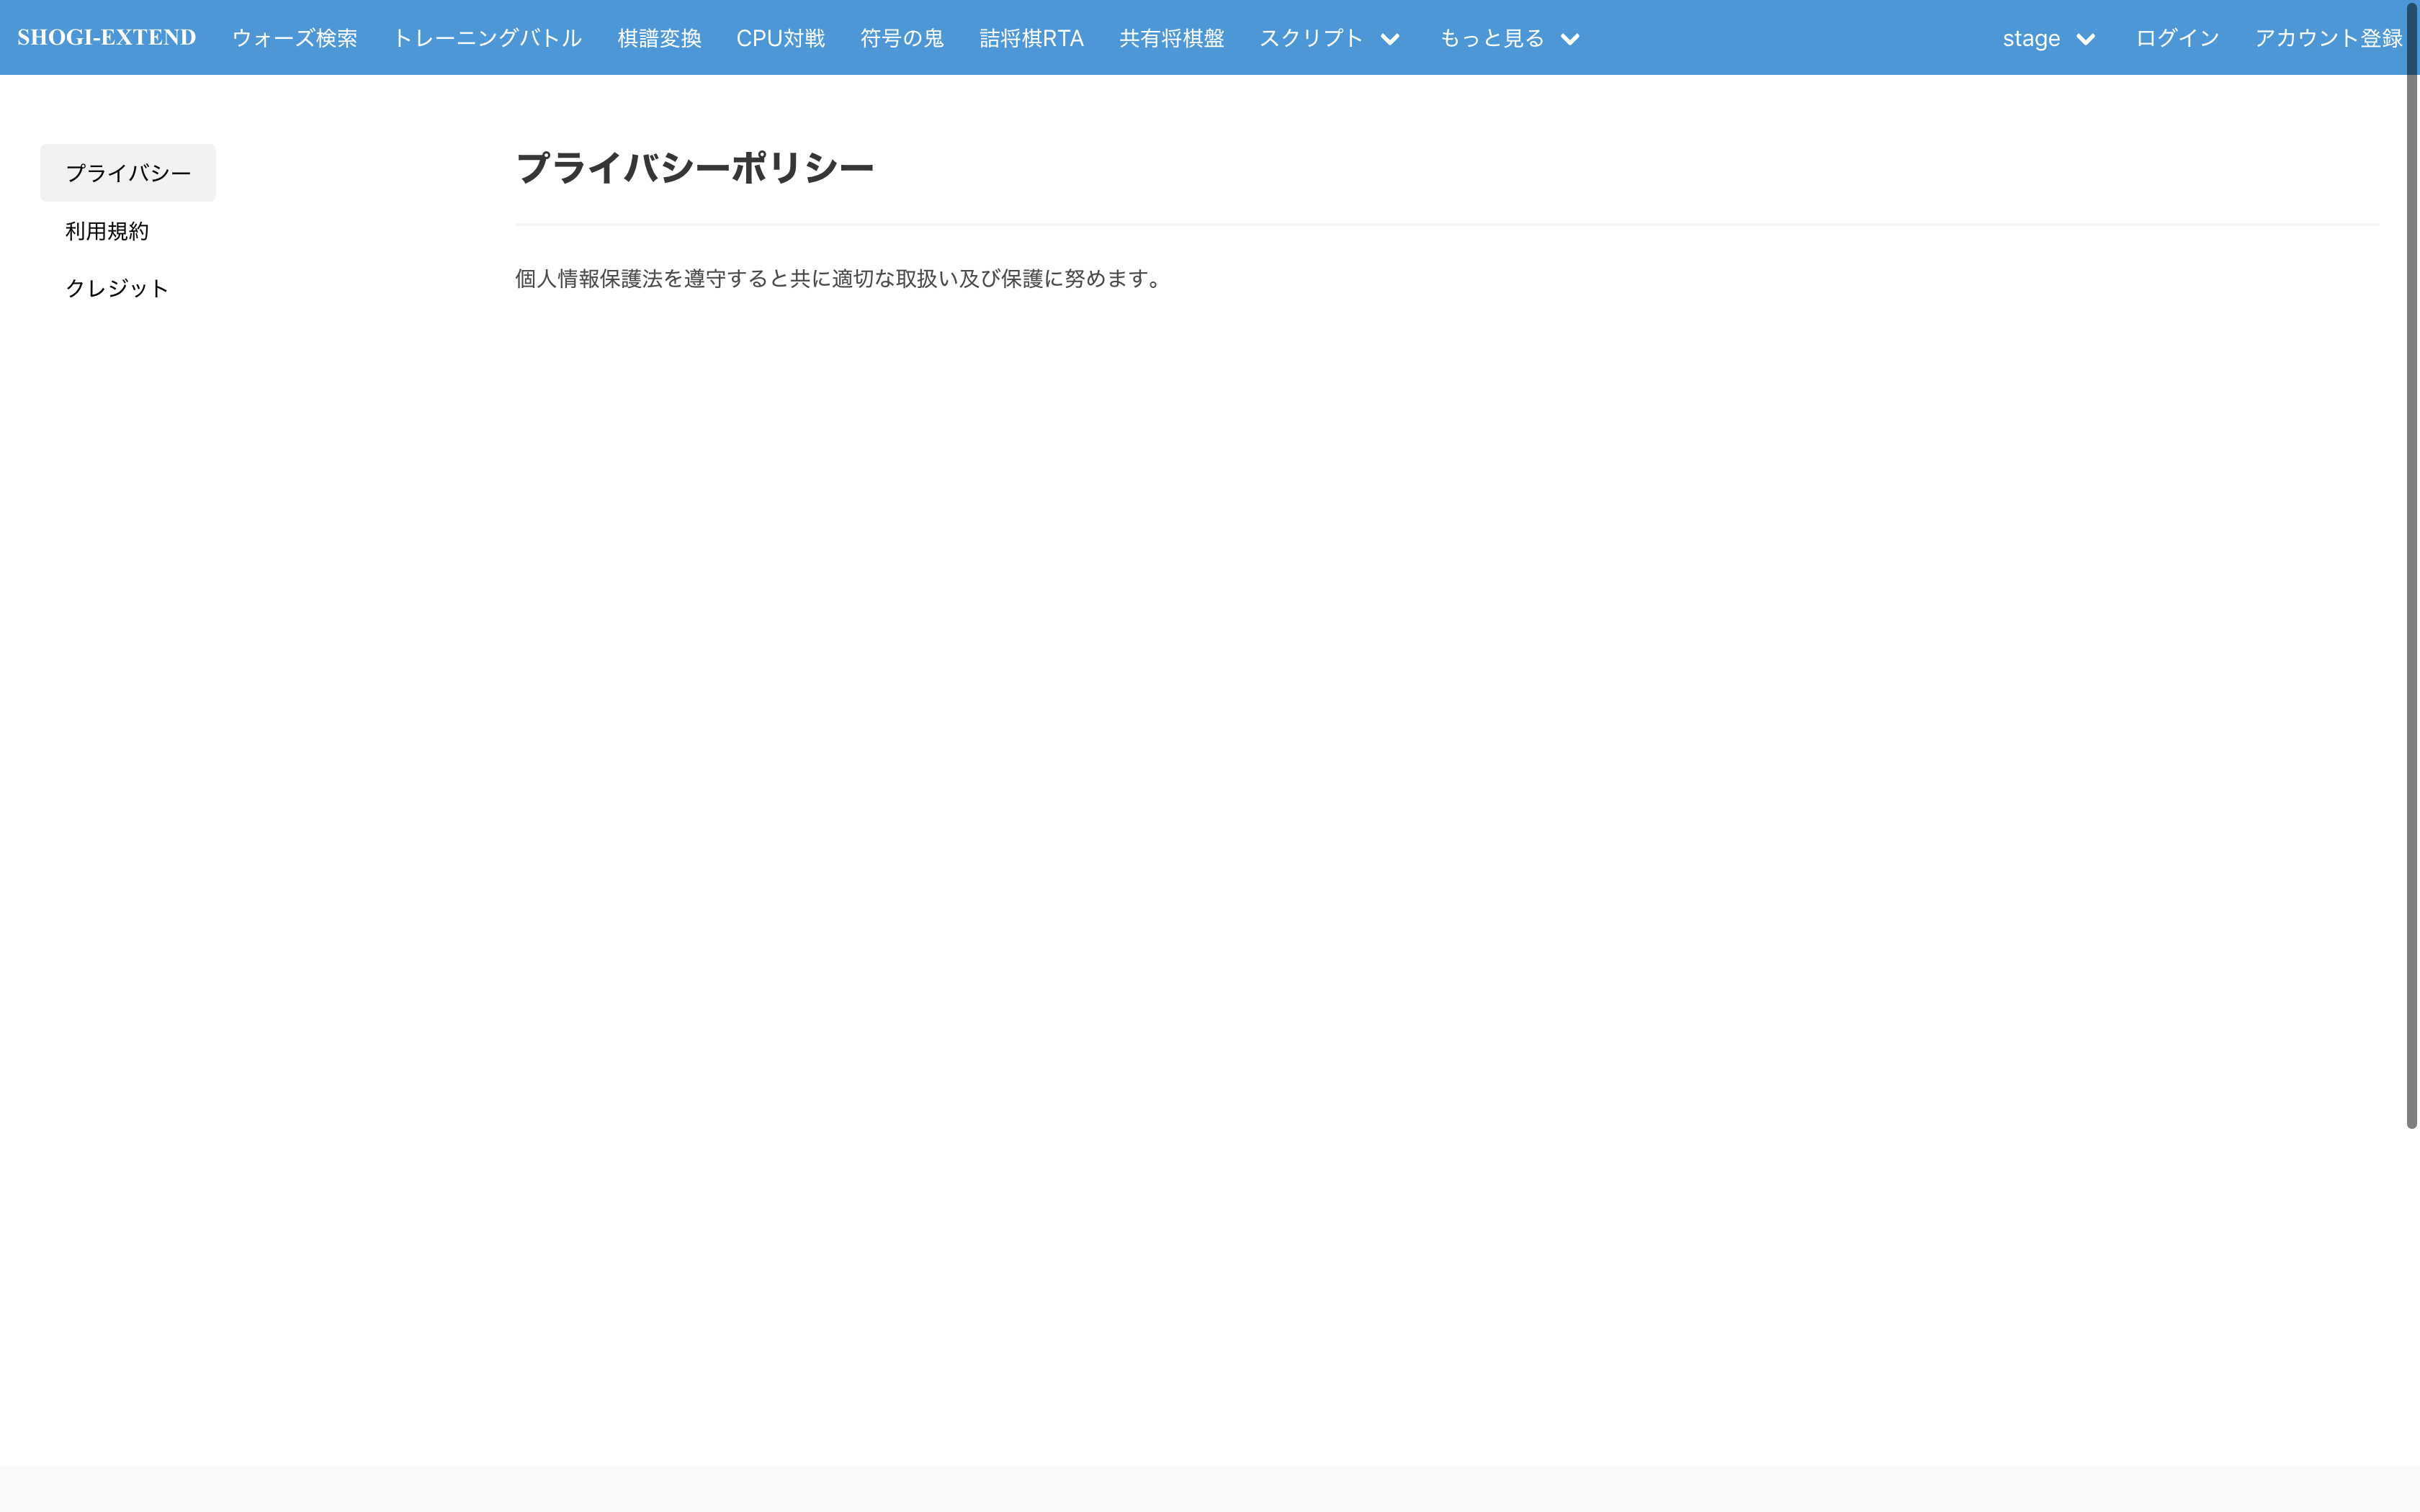 SHOGI-EXTEND ウォーズ検索 トレーニングバトル 棋譜変換 CPU対戦 符号の鬼 詰将棋RTA 共有将棋盤 スクリプト もっと見る stage ログイン アカウント登録
プライバシー
利用規約
クレジット
プライバシーポリシー
個人情報保護法を遵守すると共に適切な取扱い及び保護に努めます。